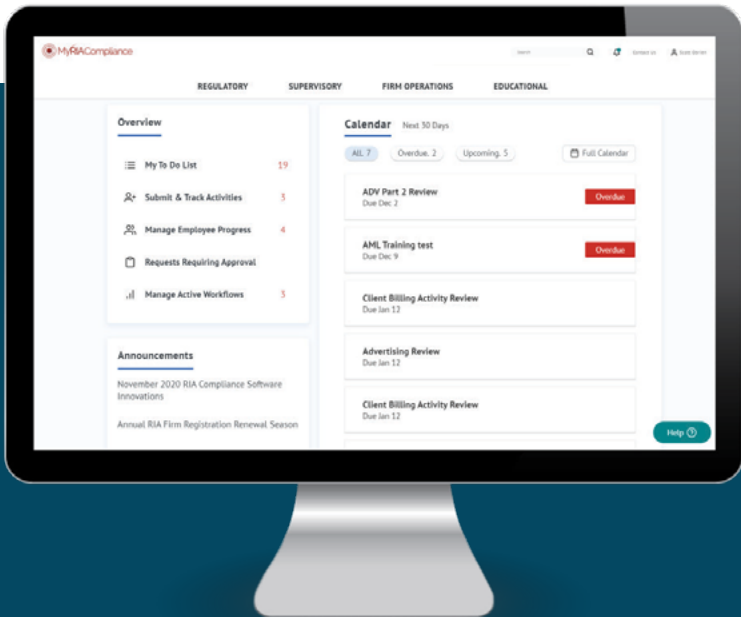 MyRIACompliance
Search
Contact Us
REGULATORY SUPERVISORY FIRM OPERATIONS EDUCATIONAL
Overview
My To Do List 19
Submit & Track Activities 3
Manage Employee Progress 4
Requests Requiring Approval
Manage Active Workflows 3
Announcements
November 2020 RIA Compliance Software
Innovations
Annual RIA Firm Registration Renewal Season
Calendar Next 30 Days
All, 7 Overdue, 2 Upcoming, 5 Full Calendar
ADV Part 2 Review
Due Dec 2
Overdue
AML Training test
Due Dec 9
Overdue
Client Billing Activity Review
Due Jan 12
Advertising Review
Due Jan 12
Client Billing Activity Review
Due Jan 12
Help